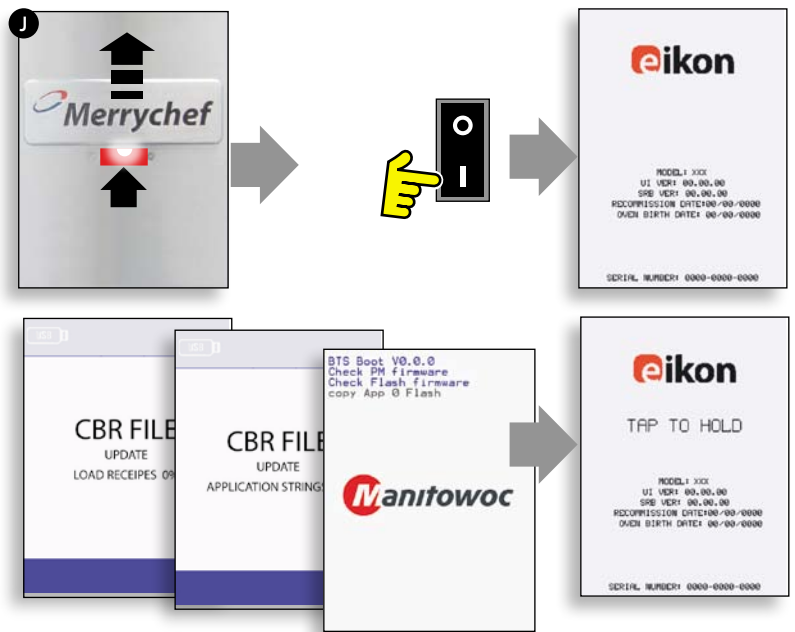 J
Merrychef
O
I
eikon
MODEL: XXX
UI VER: 00.00.00
SRB VER: 00.00.00
RECOMMISSION DATE:00/00/0000
OVEN BIRTH DATE: 00/00/0000
SERIAL NUMBER: 0000-0000-0000
USB
CBR FILE
UPDATE
LOAD RECEIPES 09
USB
CBR FILE
UPDATE
APPLICATION STRINGS
BTS Boot V0.0.0
Check PM firmware
Check Flash firmware
copy App 0 Flash
Manitowoc
eikon
TAP TO HOLD
MODEL: XXX
UI VER: 00.00.00
SRB VER: 00.00.00
RECOMMISSION DATE:00/00/0000
OVEN BIRTH DATE: 00/00/0000
SERIAL NUMBER: 0000-0000-0000